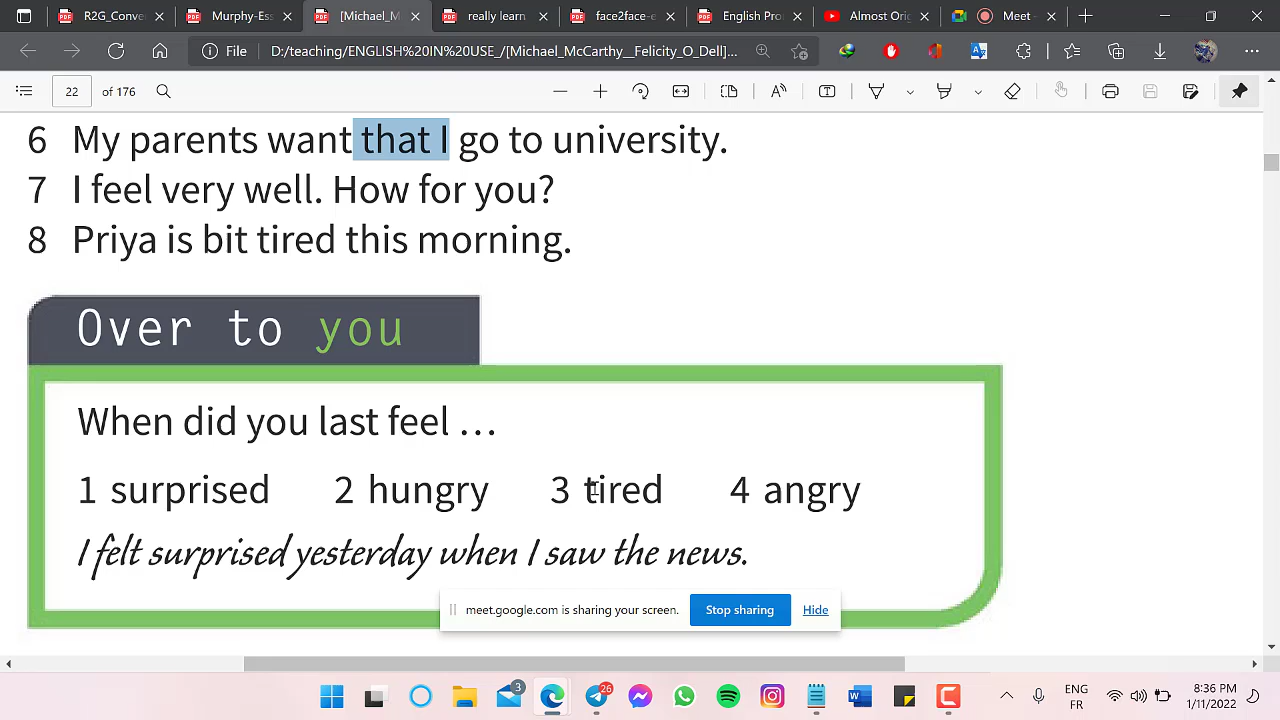 R2G_Conve
Murphy's_
[Michael_M
really learn
face2face-e
English Pro
Almost Ori
Meet -
File
D:/teaching/ENGLISH%20IN%20USE_/[Michael_McCarthy__Felicity_O_Dell]...
22 of 176
6 My parents want that I go to university.
7 I feel very well. How for you?
8 Priya is bit tired this morning.
Over to you
When did you last feel …
1 surprised 2 hungry 3 tired 4 angry
I felt surprised yesterday when I saw the news.
meet.google.com is sharing your screen. Stop sharing Hide
3
26
ENG
FR
8:36 PM
1/11/2022